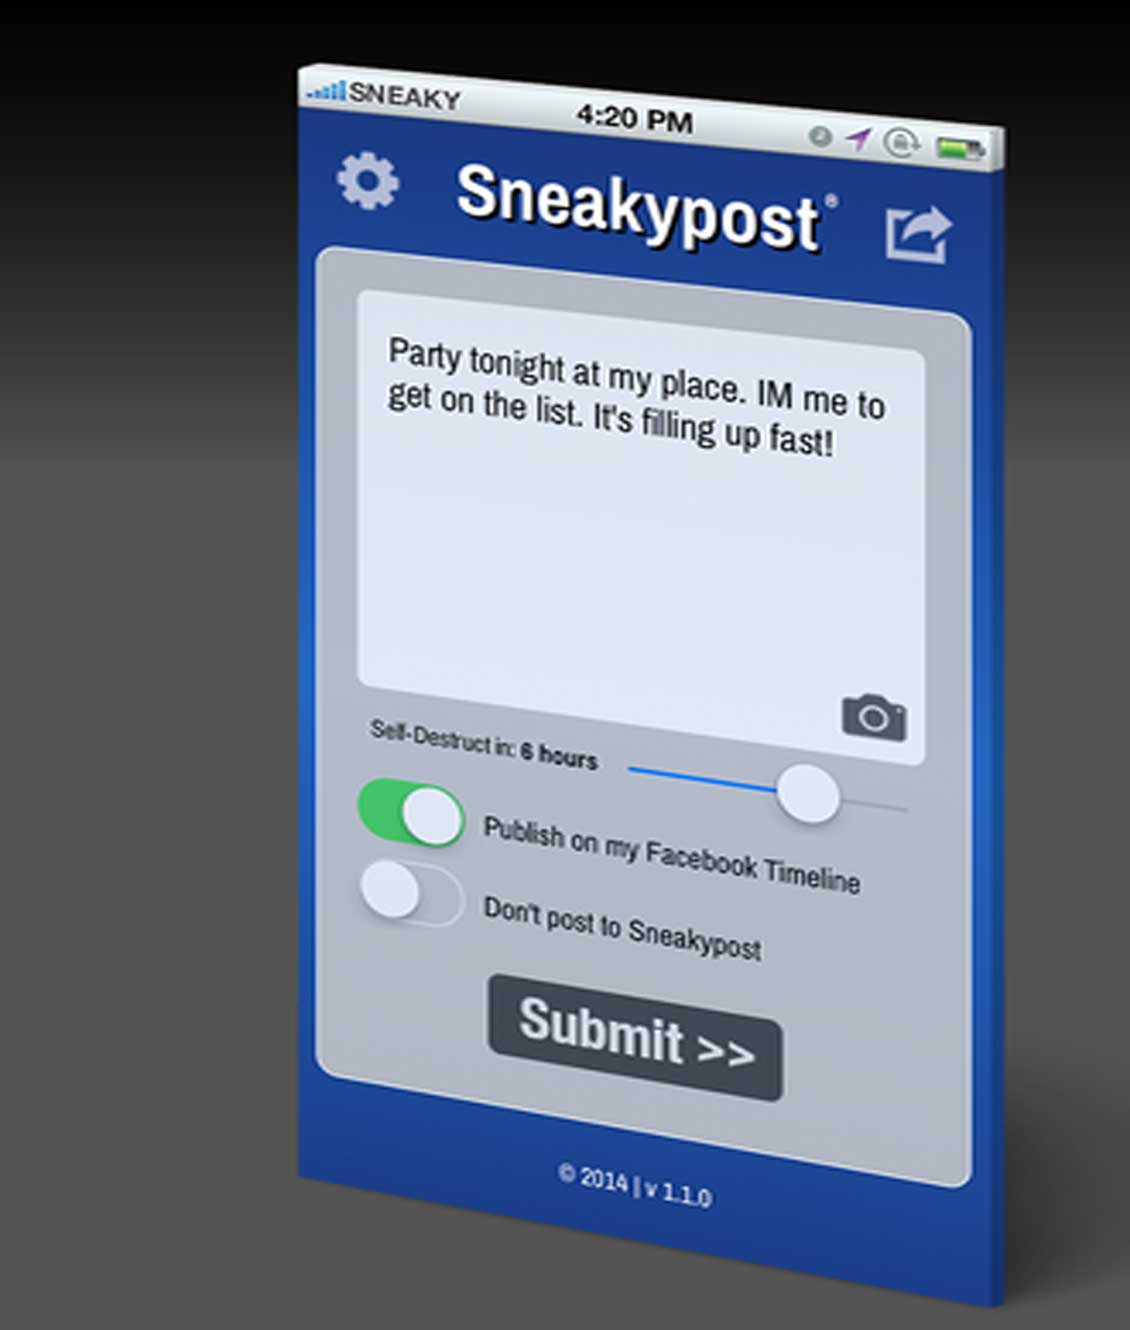 SNEAKY
4:20 PM
Sneakypost®
Party tonight at my place. IM me to
get on the list. It's filling up fast!
Self-Destruct in: 6 hours
Publish on my Facebook Timeline
Don't post to Sneakypost
Submit >>
© 2014 | v 1.1.0